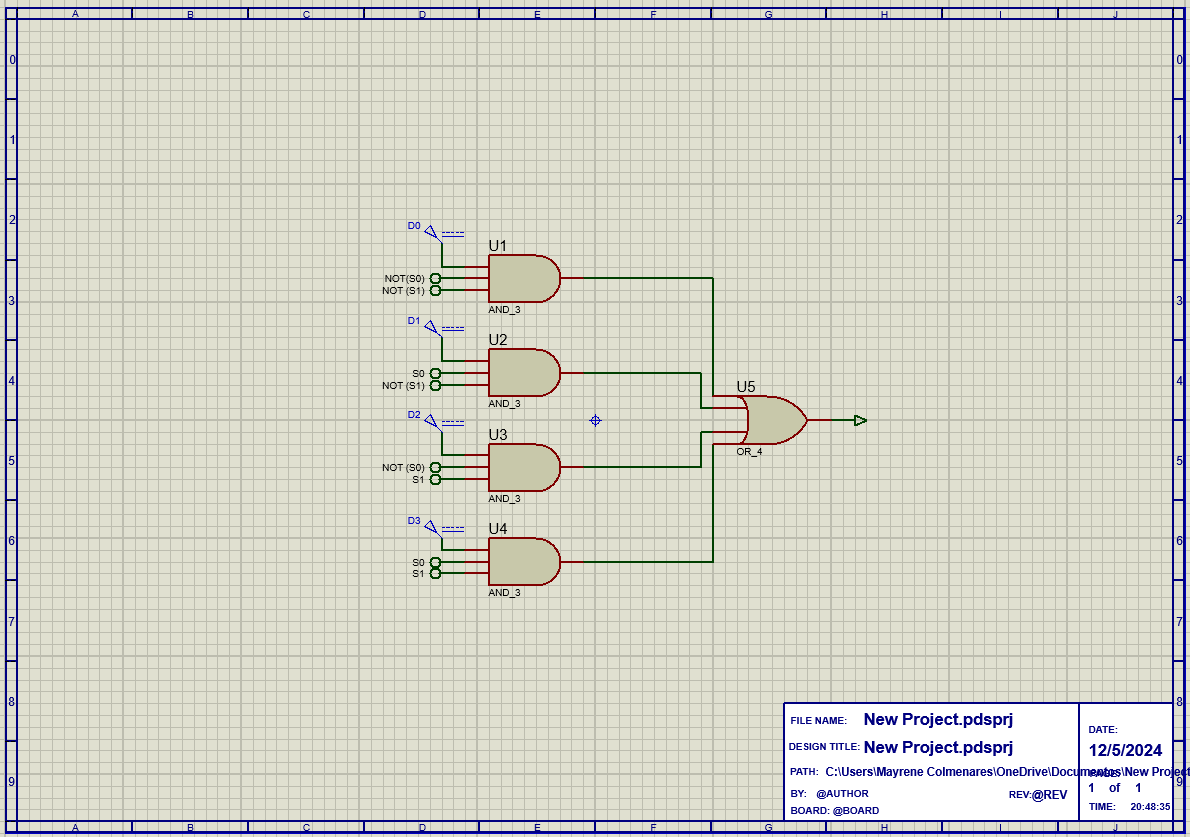 A B C D E F G H I J
0 0
1 1
2 2
D0
U1
NOT(S0)
NOT (S1)
3 3
AND_3
D1
U2
S0
4 4
NOT (S1)
U5
AND_3
D2
U3
OR_4
5 5
NOT (S0)
S1
AND_3
D3
U4
6 6
S0
S1
AND_3
7 7
8 8
FILE NAME: New Project.pdsprj
DATE:
DESIGN TITLE: New Project.pdsprj
12/5/2024
PATH: C:\Users\Mayrene Colmenares\OneDrive\Documentos\New Project
PAGE:
9 9
BY: @AUTHOR
REV:@REV
1 of 1
BOARD: @BOARD
TIME: 20:48:35
A B C D E F G H I J